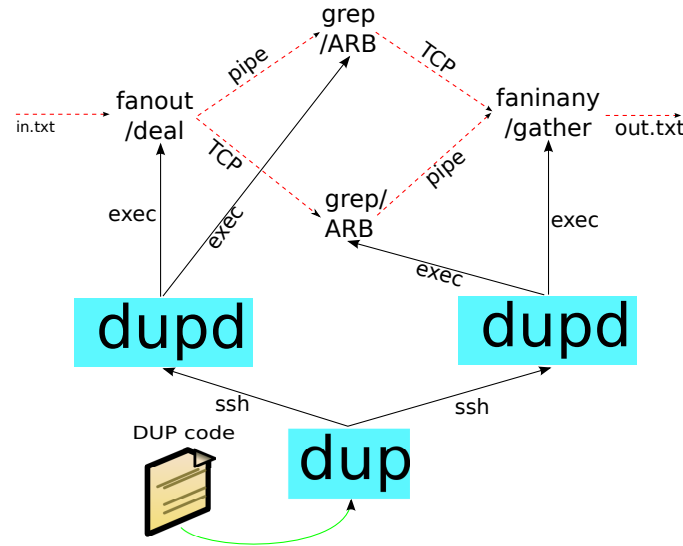 grep
/ARB
pipe
TCP
in.txt
fanout
/deal
faninany
/gather
out.txt
TCP
pipe
grep/
ARB
exec
exec
exec
exec
dupd
dupd
ssh
ssh
DUP code
dup